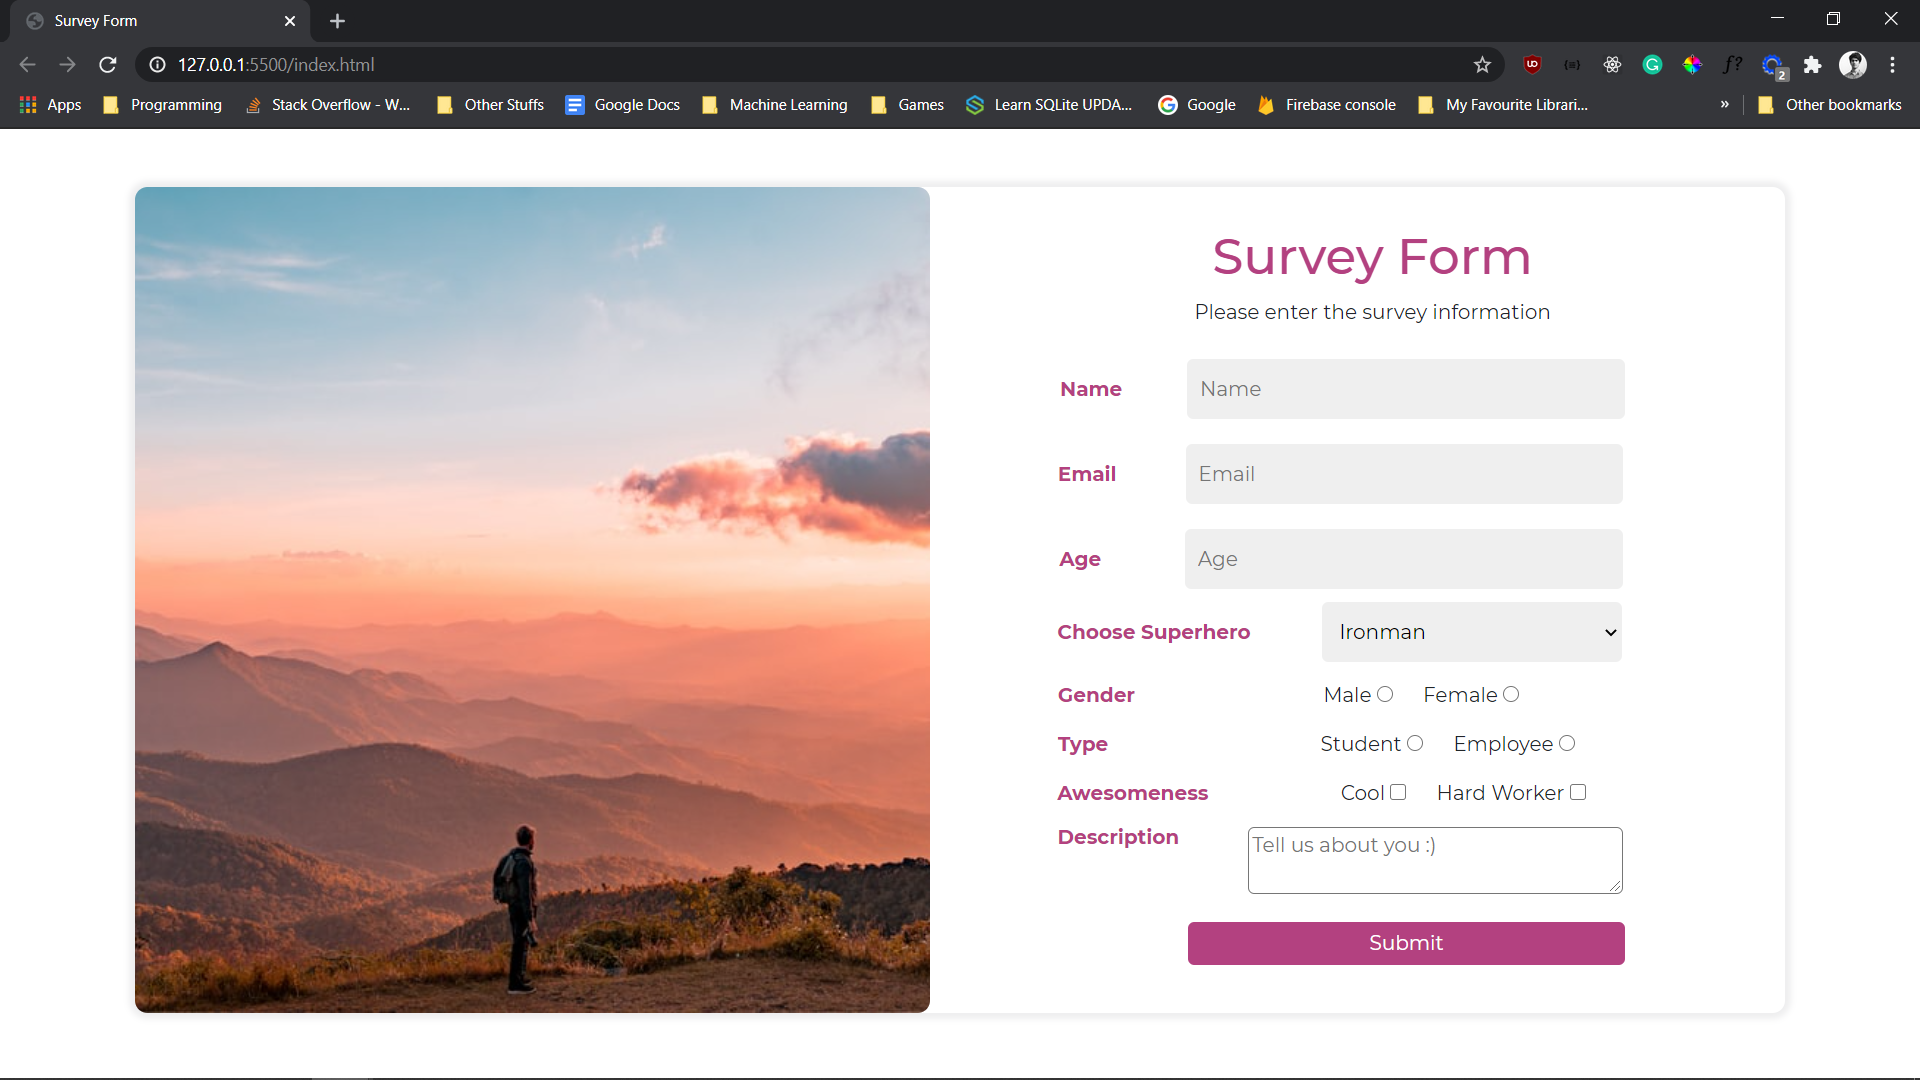 Survey Form
127.0.0.1:5500/index.html
UD
G
f?
2
Apps Programming Stack Overflow - W... Other Stuffs Google Docs Machine Learning Games Learn SQLite UPDA... Google Firebase console My Favourite Librari... » Other bookmarks
Survey Form
Please enter the survey information
Name Name
Email Email
Age Age
Choose Superhero Ironman
Gender Male Female
Type Student Employee
Awesomeness Cool Hard Worker
Description Tell us about you :)
Submit